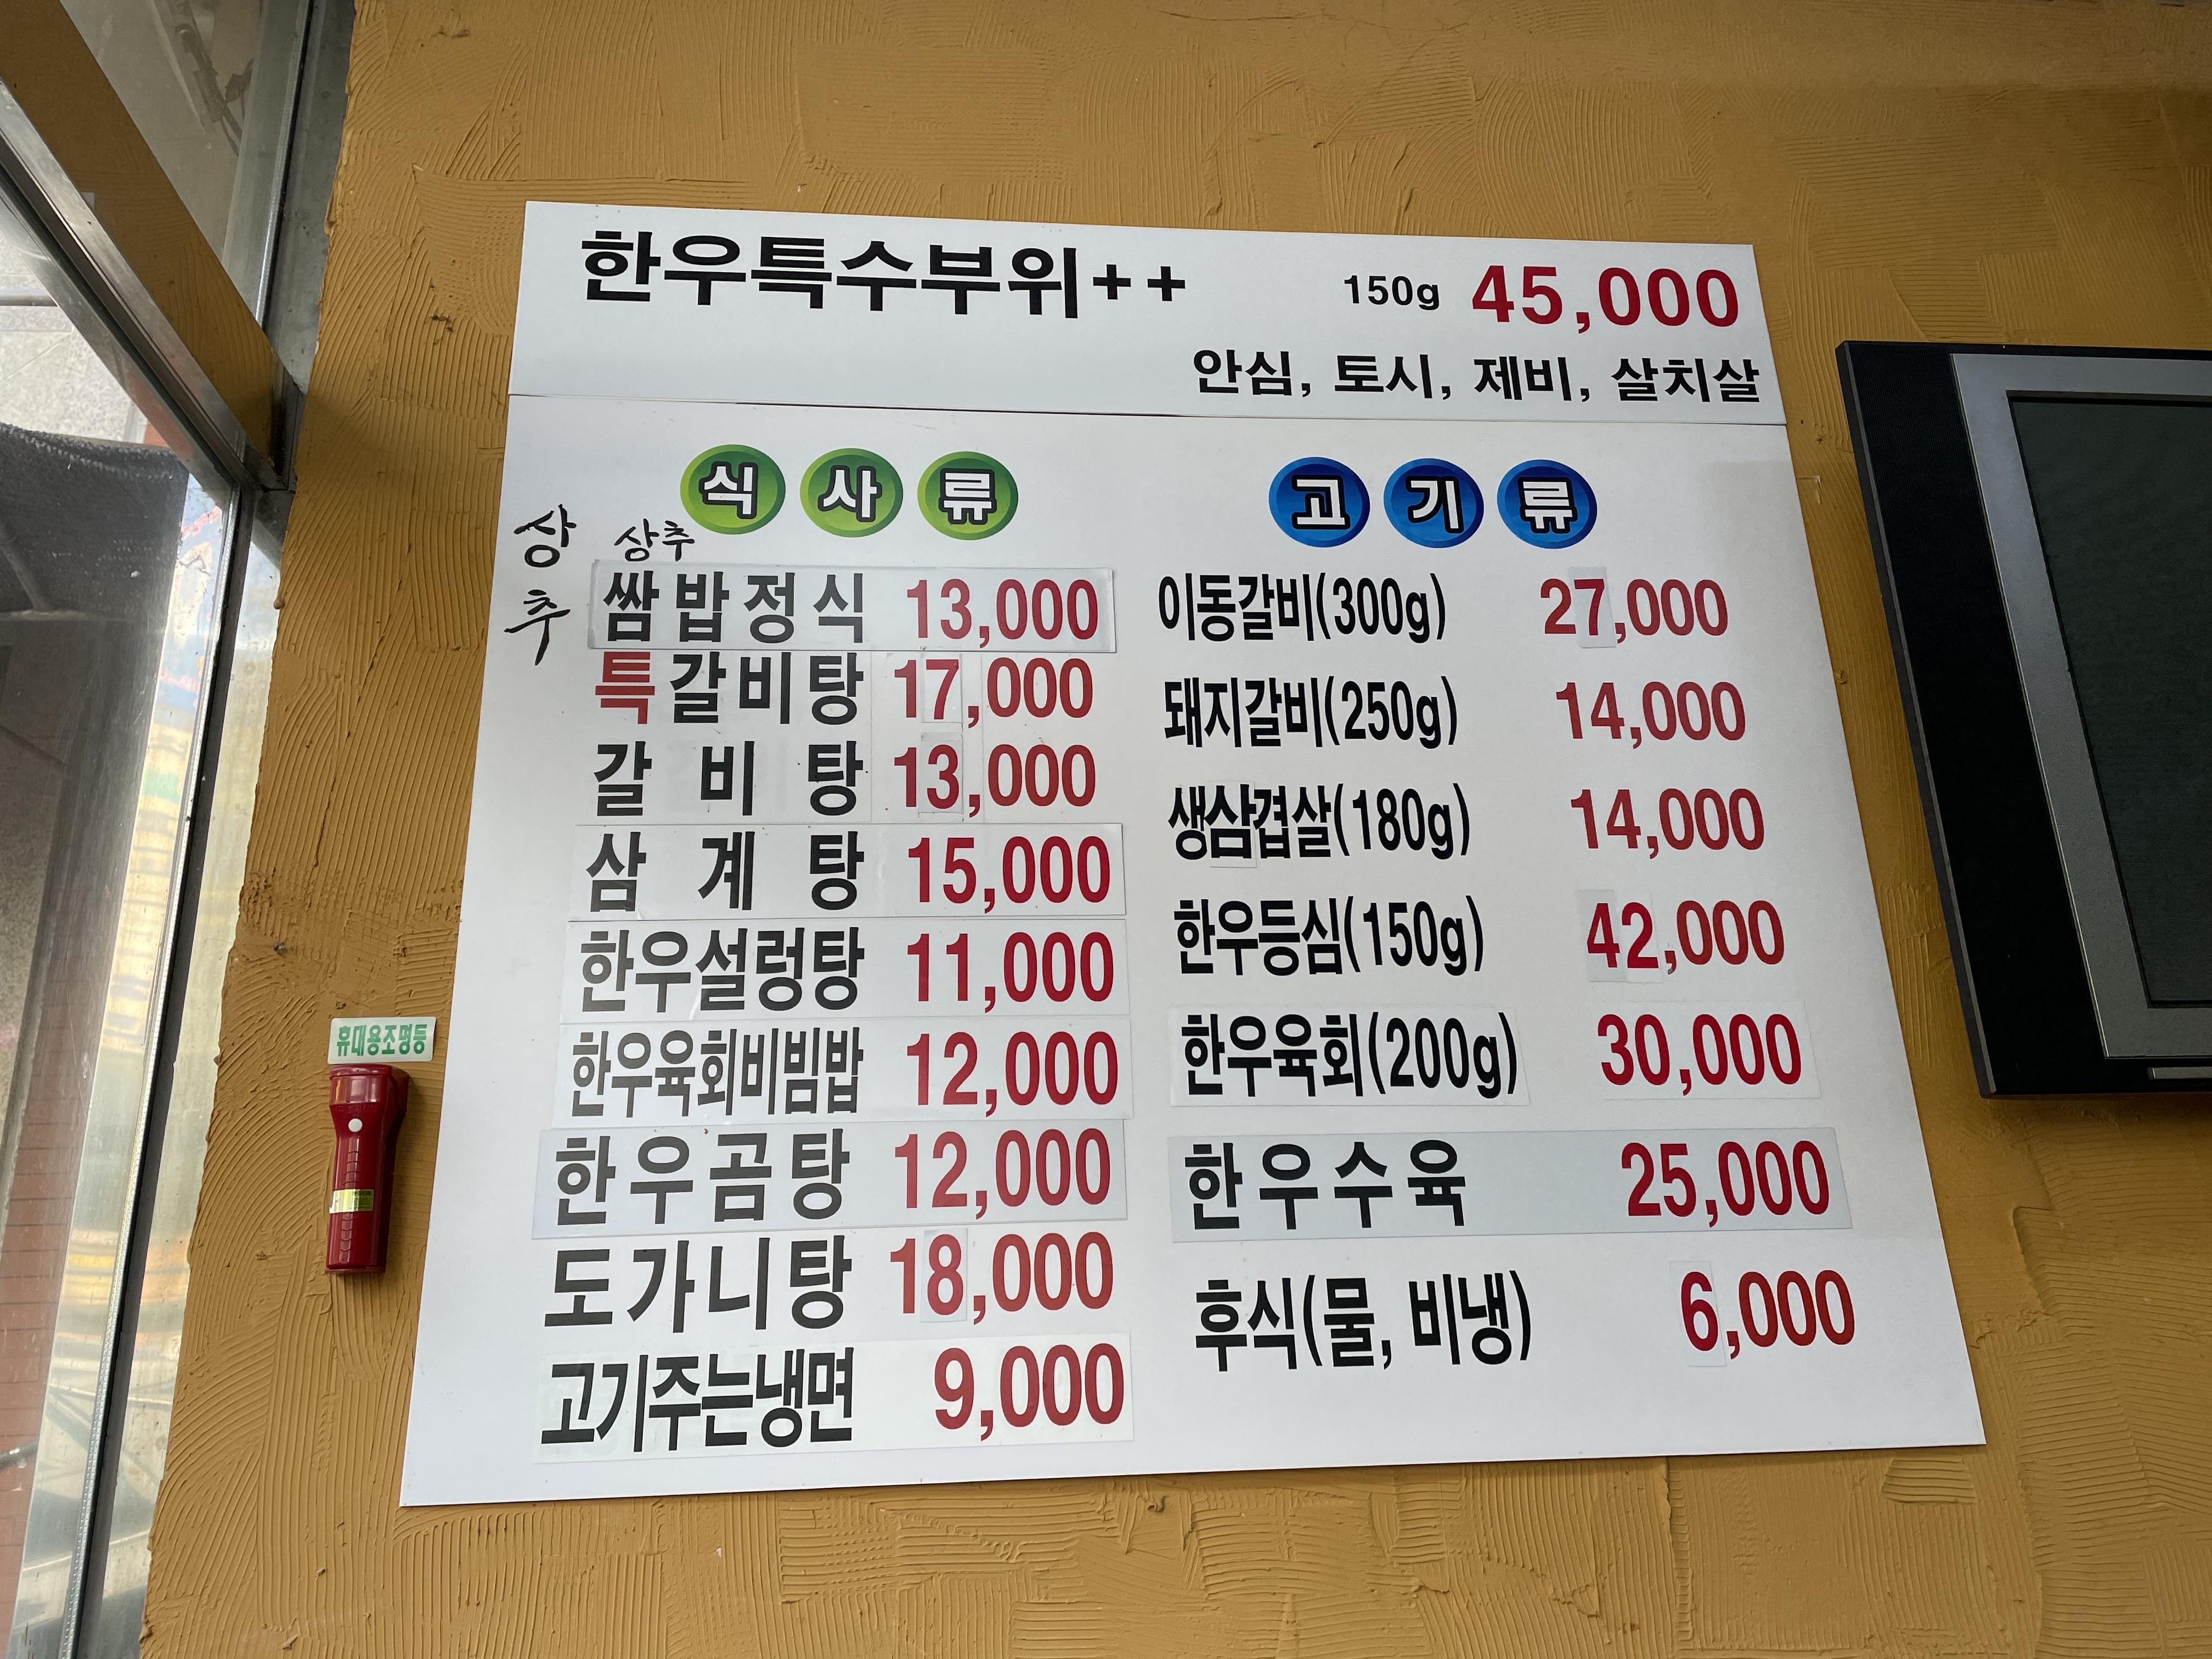 한우특수부위++ 150g 45,000
안심, 토시, 제비, 살치살
식사류
상추
상추
쌈밥정식 13,000
특갈비탕 17,000
갈비탕 13,000
삼계탕 15,000
한우설렁탕 11,000
한우육회비빔밥 12,000
한우곰탕 12,000
도가니탕 18,000
고기주는냉면 9,000
고기류
이동갈비(300g) 27,000
돼지갈비(250g) 14,000
생삼겹살(180g) 14,000
한우등심(150g) 42,000
한우육회(200g) 30,000
한우수육 25,000
후식(물, 비냉) 6,000
휴대용조명등